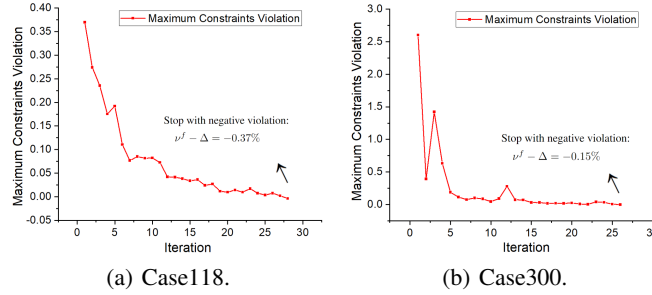 Maximum Constraints Violation
0.40
0.35
0.30
0.25
0.20
0.15
0.10
0.05
0.00
-0.05
Maximum Constraints Violation
Stop with negative violation:
ν^f − Δ = −0.37%
0 5 10 15 20 25 30
Iteration
(a) Case118.
Maximum Constraints Violation
3.0
2.5
2.0
1.5
1.0
0.5
0.0
Maximum Constraints Violation
Stop with negative violation:
ν^f − Δ = −0.15%
0 5 10 15 20 25 30
Iteration
(b) Case300.